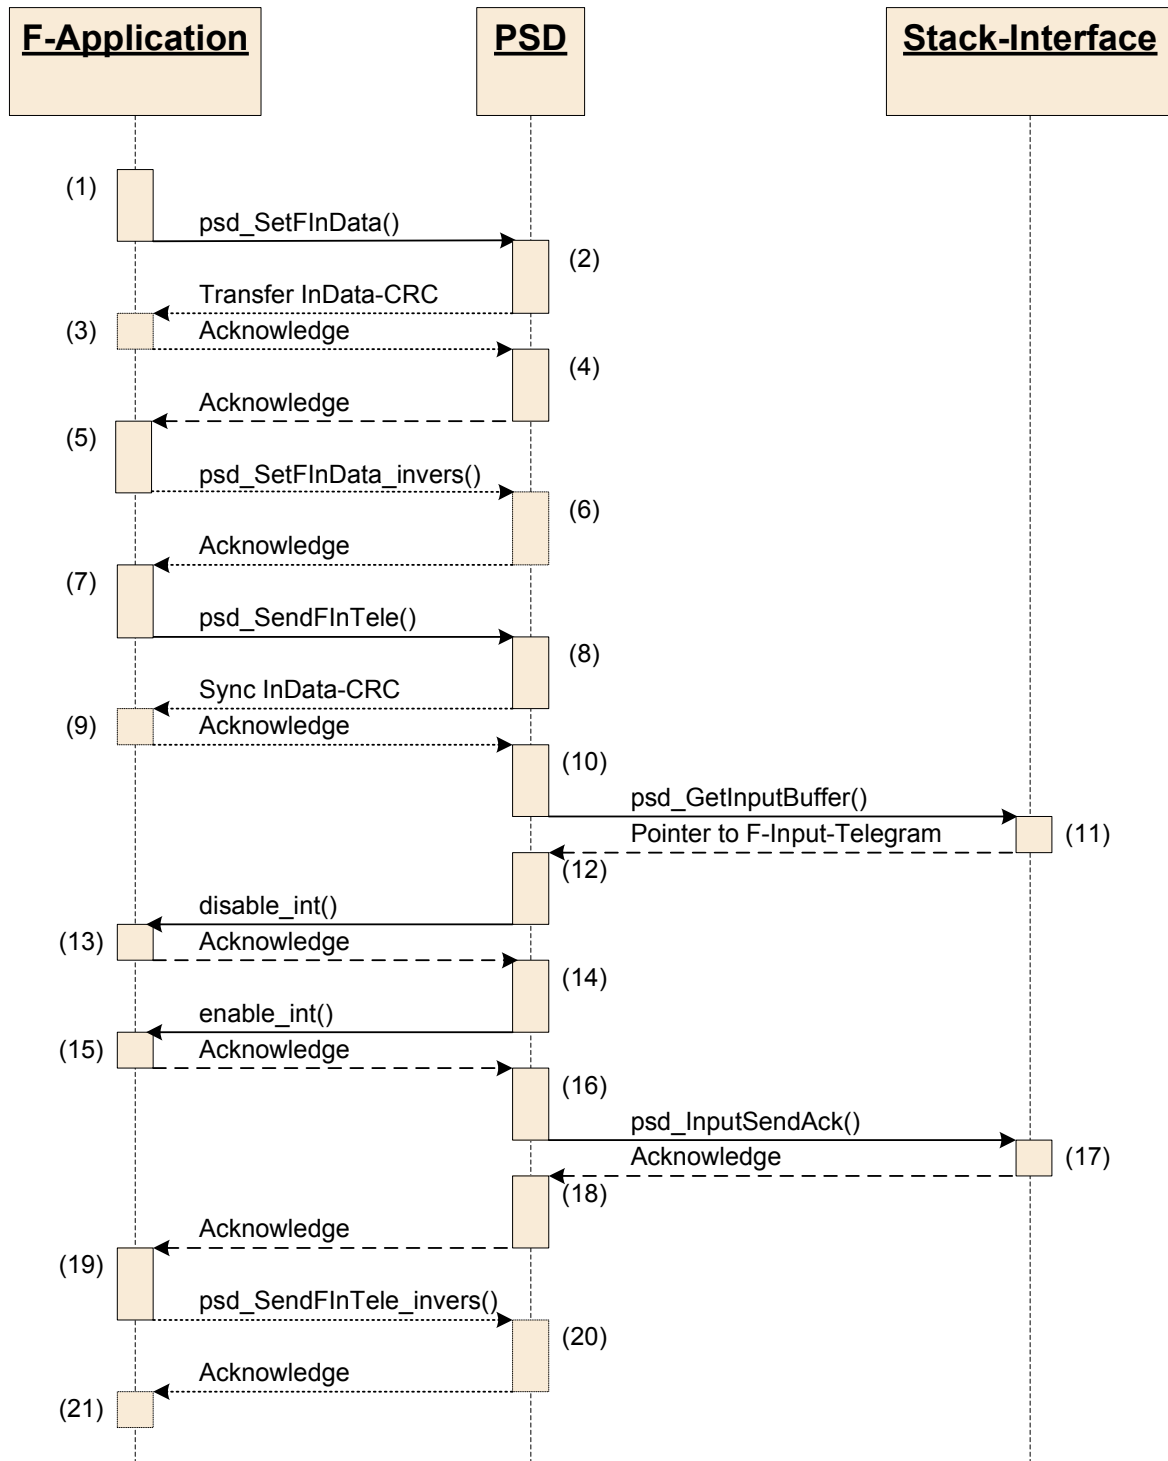 F-Application
PSD
Stack-Interface
(1)
psd_SetFInData()
(2)
Transfer InData-CRC
(3)
Acknowledge
(4)
Acknowledge
(5)
psd_SetFInData_invers()
(6)
Acknowledge
(7)
psd_SendFInTele()
(8)
Sync InData-CRC
(9)
Acknowledge
(10)
psd_GetInputBuffer()
Pointer to F-Input-Telegram
(11)
(12)
disable_int()
(13)
Acknowledge
(14)
enable_int()
(15)
Acknowledge
(16)
psd_InputSendAck()
Acknowledge
(17)
(18)
Acknowledge
(19)
psd_SendFInTele_invers()
(20)
Acknowledge
(21)